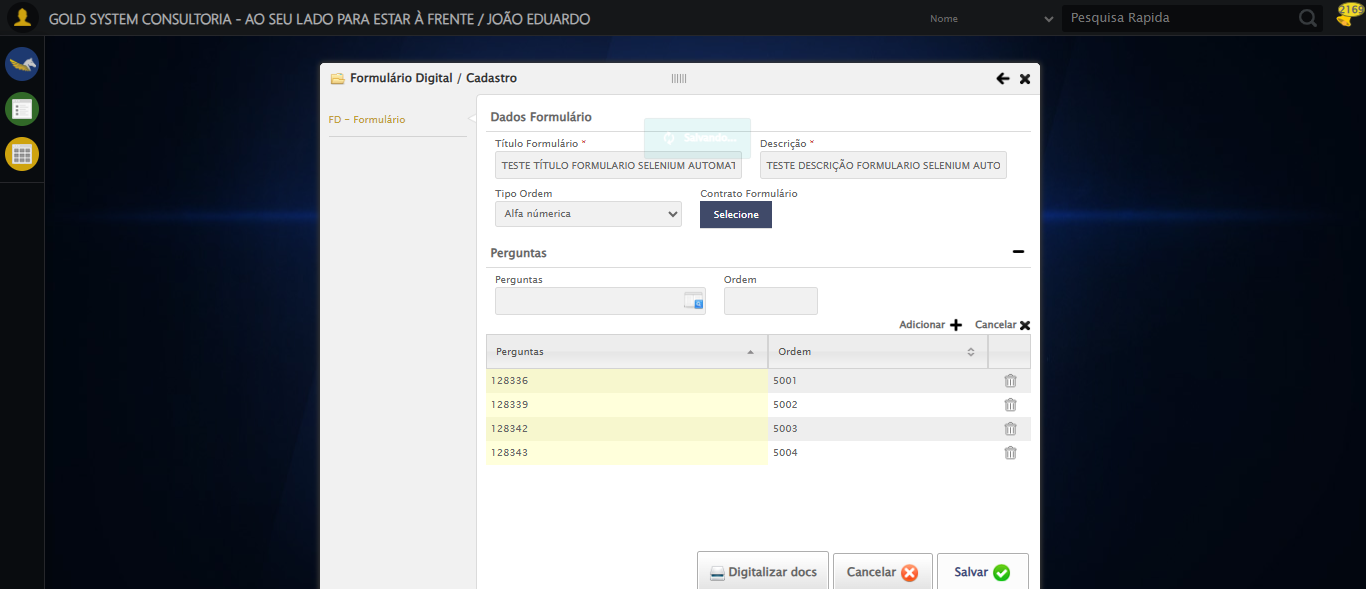 GOLD SYSTEM CONSULTORIA - AO SEU LADO PARA ESTAR À FRENTE / JOÃO EDUARDO
Nome
Pesquisa Rapida
2169
Formulário Digital / Cadastro
FD - Formulário
Dados Formulário
Salvando...
Título Formulário *
Descrição *
TESTE TÍTULO FORMULARIO SELENIUM AUTOMAT
TESTE DESCRIÇÃO FORMULARIO SELENIUM AUTO
Tipo Ordem
Contrato Formulário
Alfa númerica
Selecione
Perguntas
Perguntas
Ordem
Adicionar
Cancelar
Perguntas
Ordem
128336 5001
128339 5002
128342 5003
128343 5004
Digitalizar docs
Cancelar
Salvar